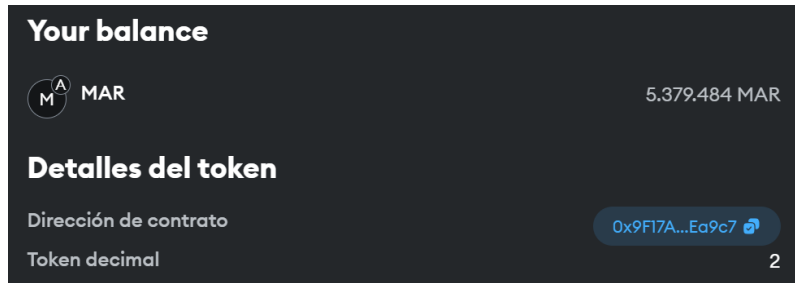 Your balance
M A MAR 5.379.484 MAR
Detalles del token
Dirección de contrato 0x9F17A...Ea9c7
Token decimal 2